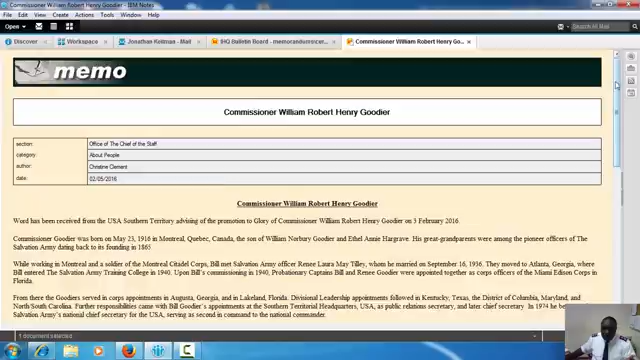 Commissioner William Robert Henry Goodier - IBM Notes
File Edit View Create Actions Tools Window Help
Open
Discover
Workspace
Jonathan Kellman - Mail
IHQ Bulletin Board - memorandumsncer...
Commissioner William Robert Henry Go...
memo
Commissioner William Robert Henry Goodier
section: Office of The Chief of the Staff
category: About People
author: Christine Clement
date: 02/05/2016
Commissioner William Robert Henry Goodier
Word has been received from the USA Southern Territory advising of the promotion to Glory of Commissioner William Robert Henry Goodier on 3 February 2016.
Commissioner Goodier was born on May 23, 1916 in Montreal, Quebec, Canada, the son of William Norbury Goodier and Ethel Annie Hargrave. His great-grandparents were among the pioneer officers of The
Salvation Army dating back to its founding in 1865
While working in Montreal and a soldier of the Montreal Citadel Corps, Bill met Salvation Army officer Renee Laura May Tilley, whom he married on September 16, 1936. They moved to Atlanta, Georgia, where
Bill entered The Salvation Army Training College in 1940. Upon Bill's commissioning in 1940, Probationary Captains Bill and Renee Goodier were appointed together as corps officers of the Miami Edison Corps in
Florida.
From there the Goodiers served in corps appointments in Augusta, Georgia, and in Lakeland, Florida. Divisional Leadership appointments followed in Kentucky, Texas, the District of Columbia, Maryland, and
North/South Carolina. Further responsibilities came with Bill Goodier's appointments at the Southern Territorial Headquarters, USA, as public relations secretary, and later chief secretary. In 1974 he
Salvation Army's national chief secretary for the USA, serving as second in command to the national commander.
1 document selected